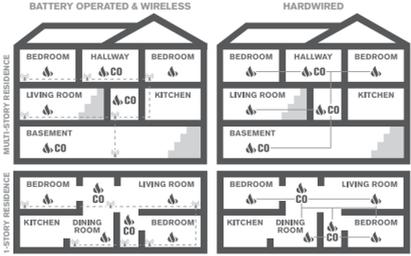 BATTERY OPERATED & WIRELESS
HARDWIRED
MULTI-STORY RESIDENCE
BEDROOM HALLWAY BEDROOM
CO
LIVING ROOM KITCHEN
CO
BASEMENT
CO
BEDROOM HALLWAY BEDROOM
CO
LIVING ROOM KITCHEN
CO
BASEMENT
CO
1-STORY RESIDENCE
BEDROOM LIVING ROOM
CO
KITCHEN DINING ROOM BEDROOM
CO
BEDROOM LIVING ROOM
CO
KITCHEN DINING ROOM BEDROOM
CO